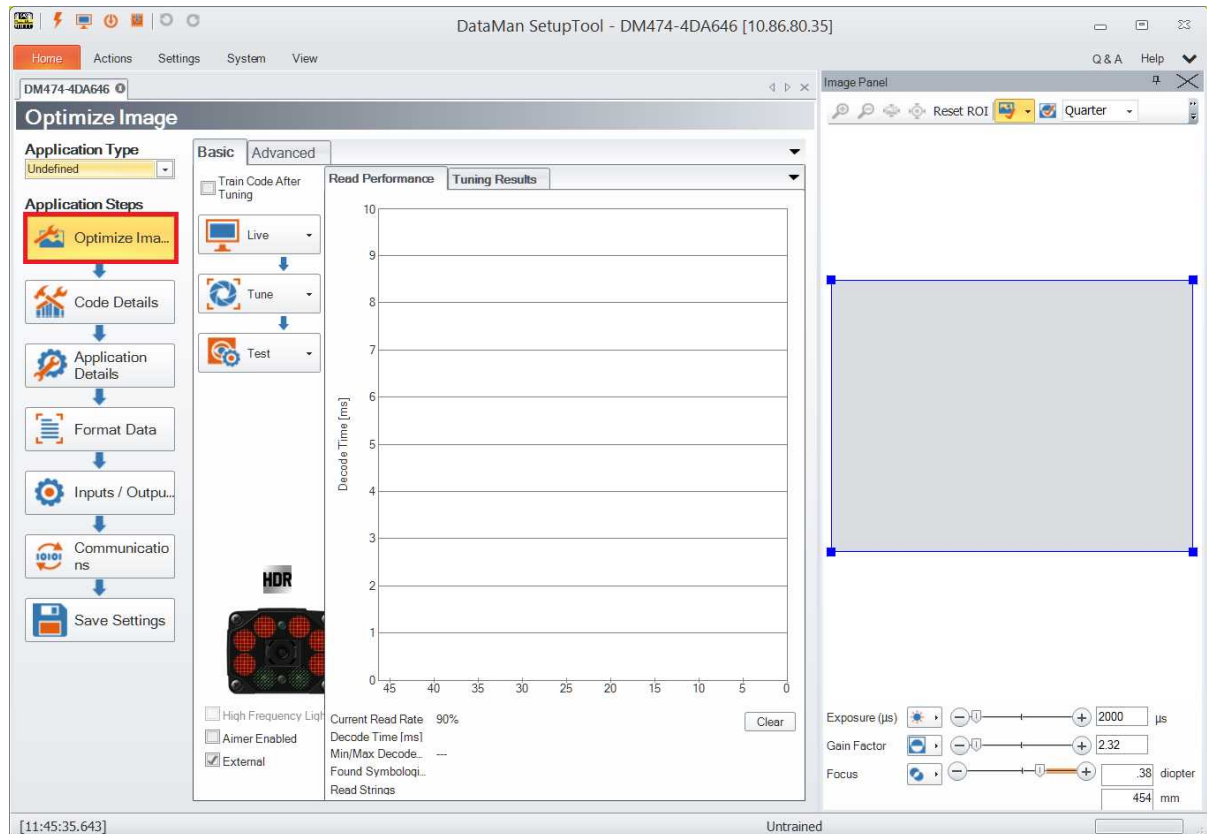 DataMan SetupTool - DM474-4DA646 [10.86.80.35]
Home Actions Settings System View Q & A Help
DM474-4DA646
Optimize Image
Application Type
Undefined
Application Steps
Optimize Ima...
Code Details
Application
Details
Format Data
Inputs / Outpu...
Communicatio
ns
Save Settings
Basic Advanced
Train Code After
Tuning
Live
Tune
Test
HDR
High Frequency Ligh
Aimer Enabled
External
Read Performance Tuning Results
Decode Time [ms]
10
9
8
7
6
5
4
3
2
1
0
45 40 35 30 25 20 15 10 5 0
Current Read Rate 90%
Decode Time [ms]
Min/Max Decode... ---
Found Symbologi...
Read Strings
Clear
Image Panel
Reset ROI Quarter
Exposure (µs) 2000 µs
Gain Factor 2.32
Focus .38 diopter
454 mm
[11:45:35.643] Untrained